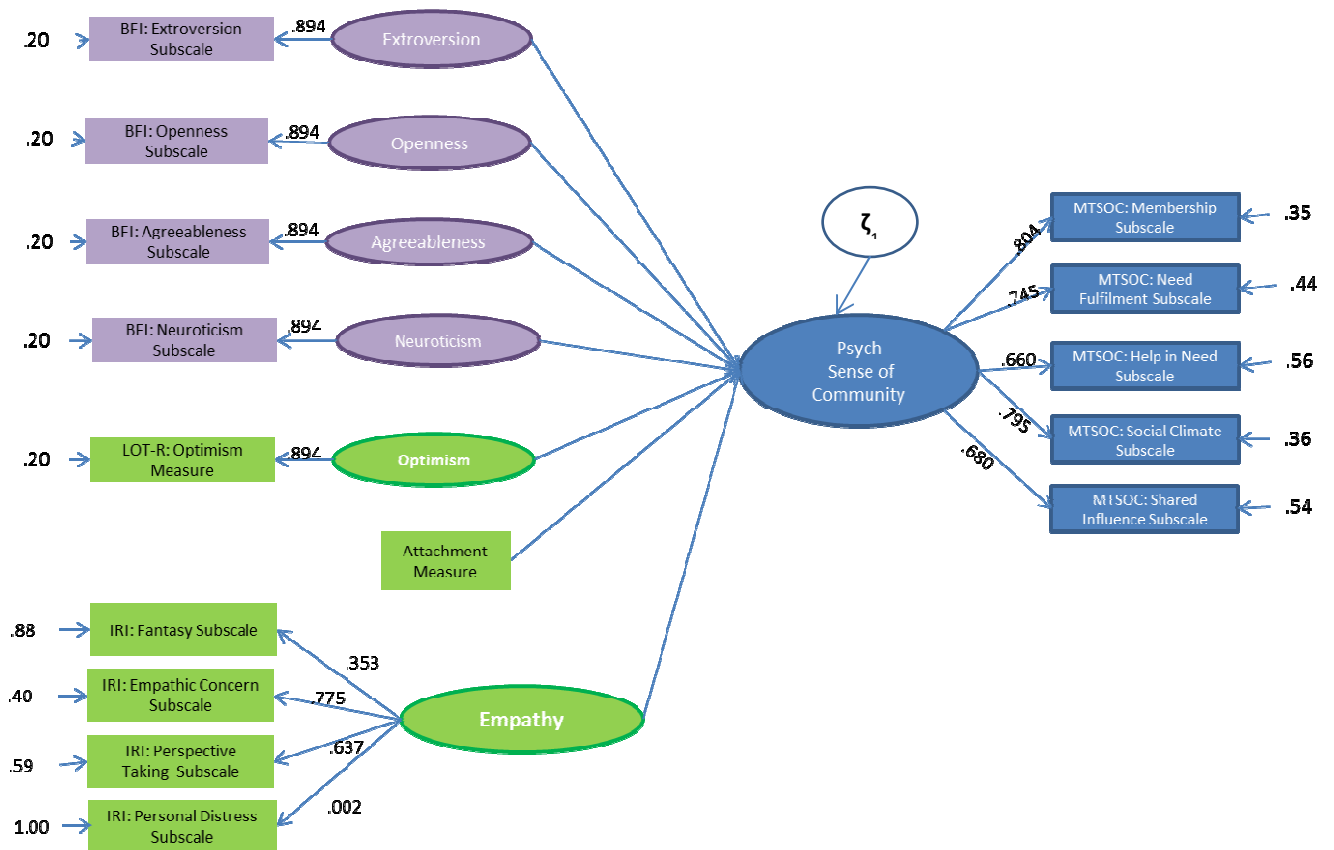 BFI: Extroversion
Subscale
.20
.894
Extroversion
BFI: Openness
Subscale
.20
.894
Openness
BFI: Agreeableness
Subscale
.20
.894
Agreeableness
BFI: Neuroticism
Subscale
.20
.894
Neuroticism
LOT-R: Optimism
Measure
.20
.894
Optimism
Attachment
Measure
IRI: Fantasy Subscale
.88
.353
IRI: Empathic Concern
Subscale
.40
.775
Empathy
IRI: Perspective
Taking Subscale
.59
.637
IRI: Personal Distress
Subscale
1.00
.002
ζ1
Psych
Sense of
Community
.804
MTSOC: Membership
Subscale
.35
.745
MTSOC: Need
Fulfilment Subscale
.44
.660
MTSOC: Help in Need
Subscale
.56
.795
MTSOC: Social Climate
Subscale
.36
.680
MTSOC: Shared
Influence Subscale
.54